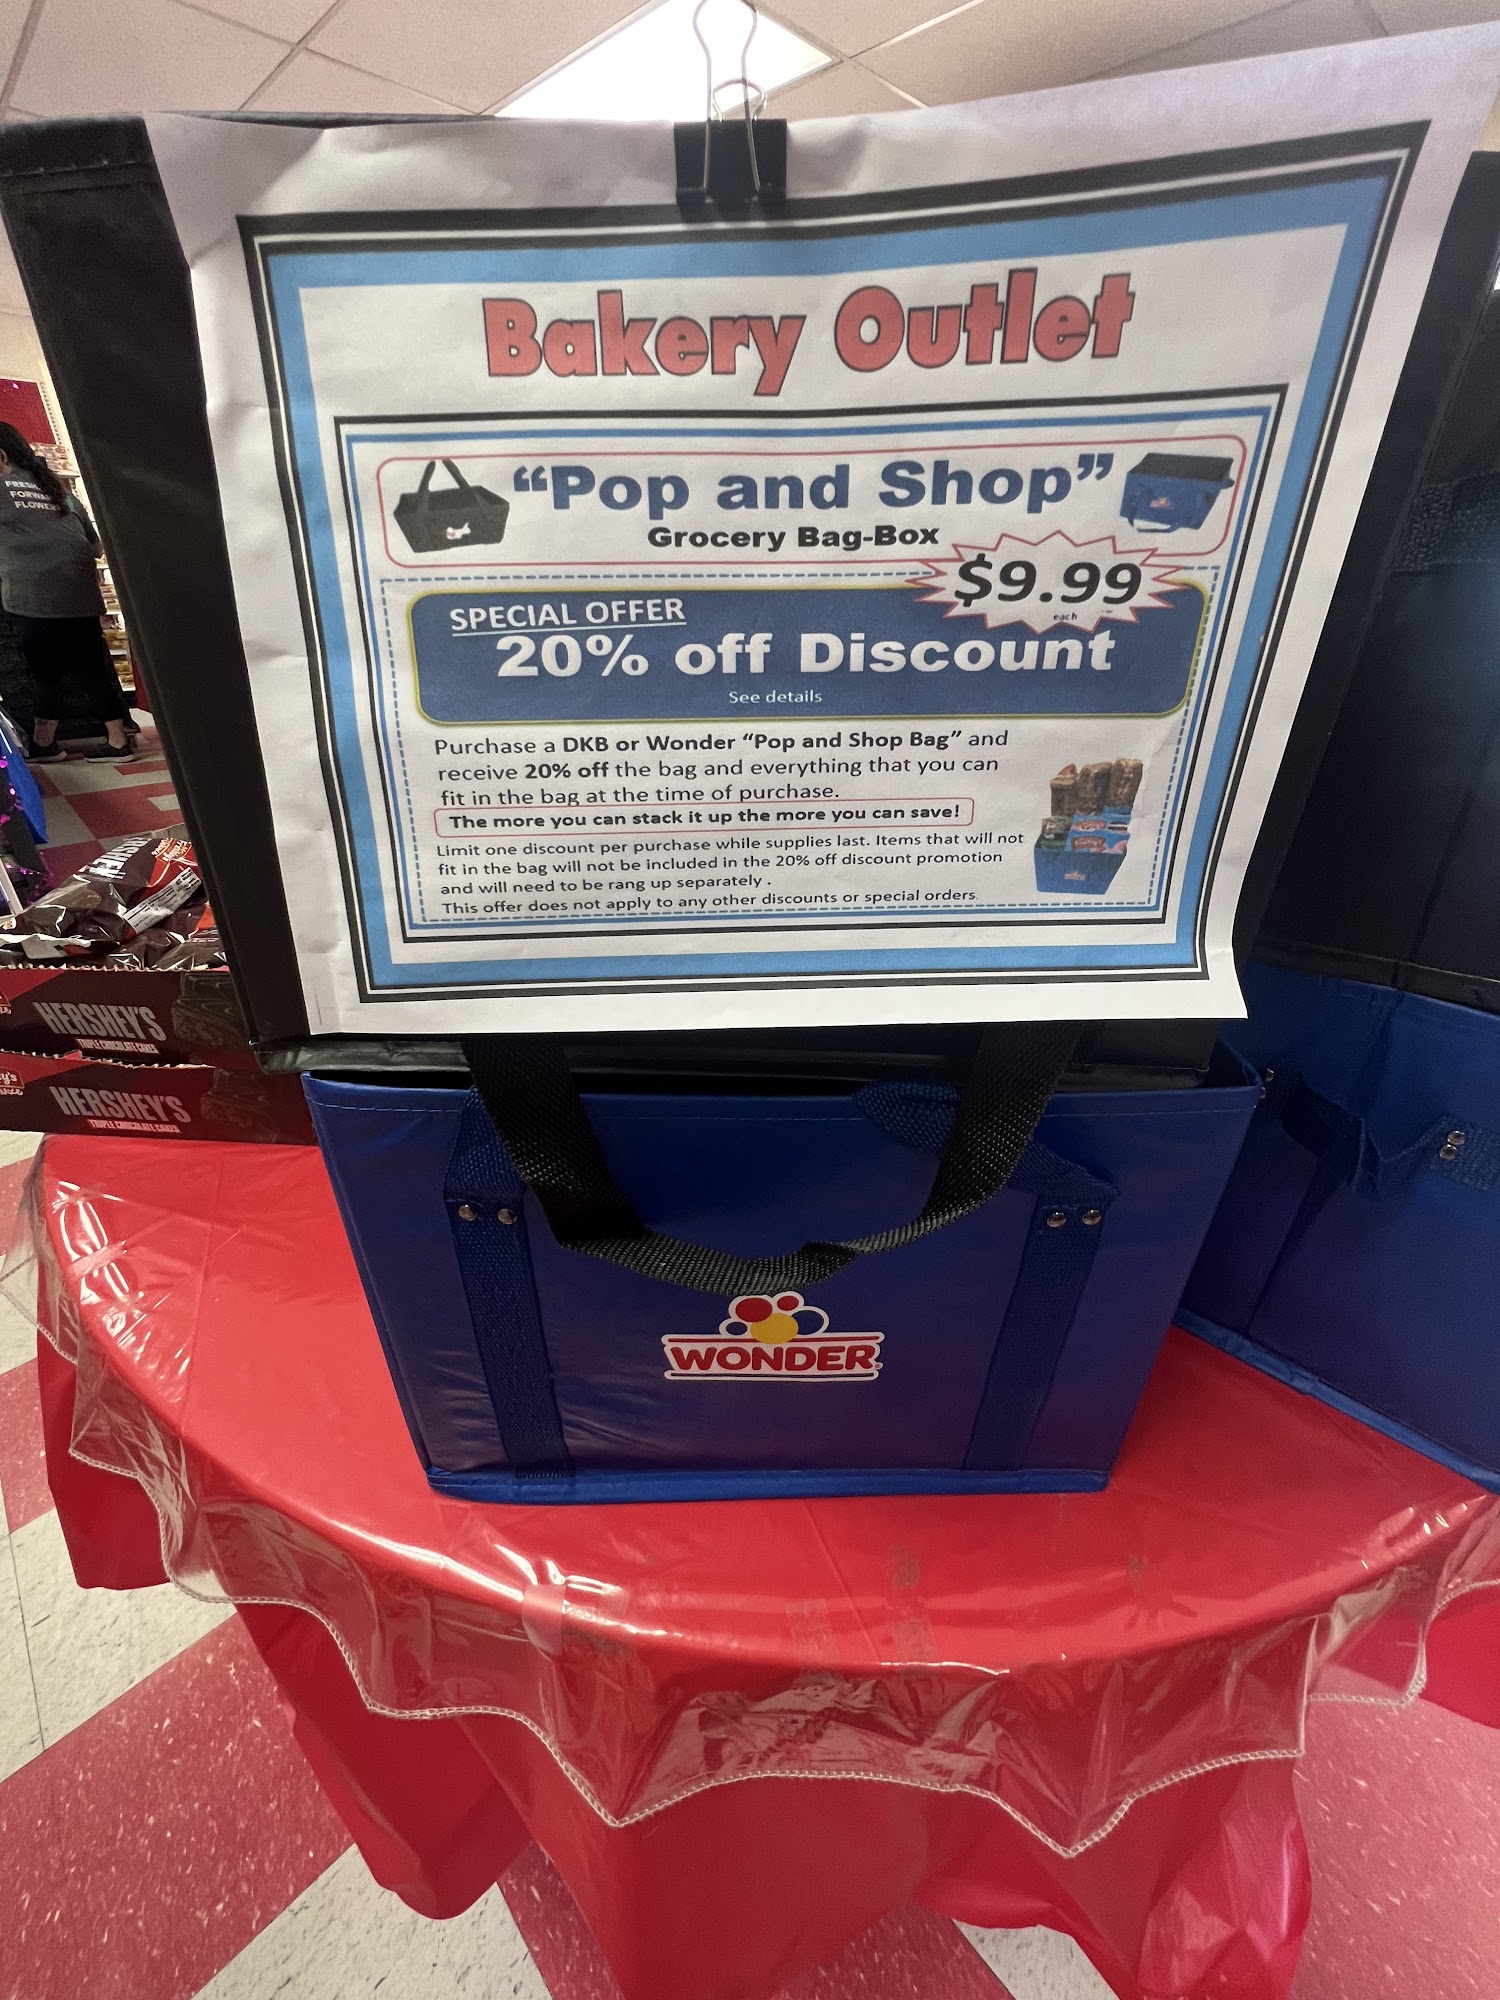 Bakery Outlet
“Pop and Shop”
Grocery Bag-Box
$9.99
each
SPECIAL OFFER
20% off Discount
See details
Purchase a DKB or Wonder “Pop and Shop Bag” and
receive 20% off the bag and everything that you can
fit in the bag at the time of purchase.
The more you can stack it up the more you can save!
Limit one discount per purchase while supplies last. Items that will not
fit in the bag will not be included in the 20% off discount promotion
and will need to be rang up separately .
This offer does not apply to any other discounts or special orders.
FORWA
FLOWER
HERSHEY'S
HERSHEY'S
TRIPLE CHOCOLATE CAKES
HERSHEY'S
TRIPLE CHOCOLATE CAKES
WONDER